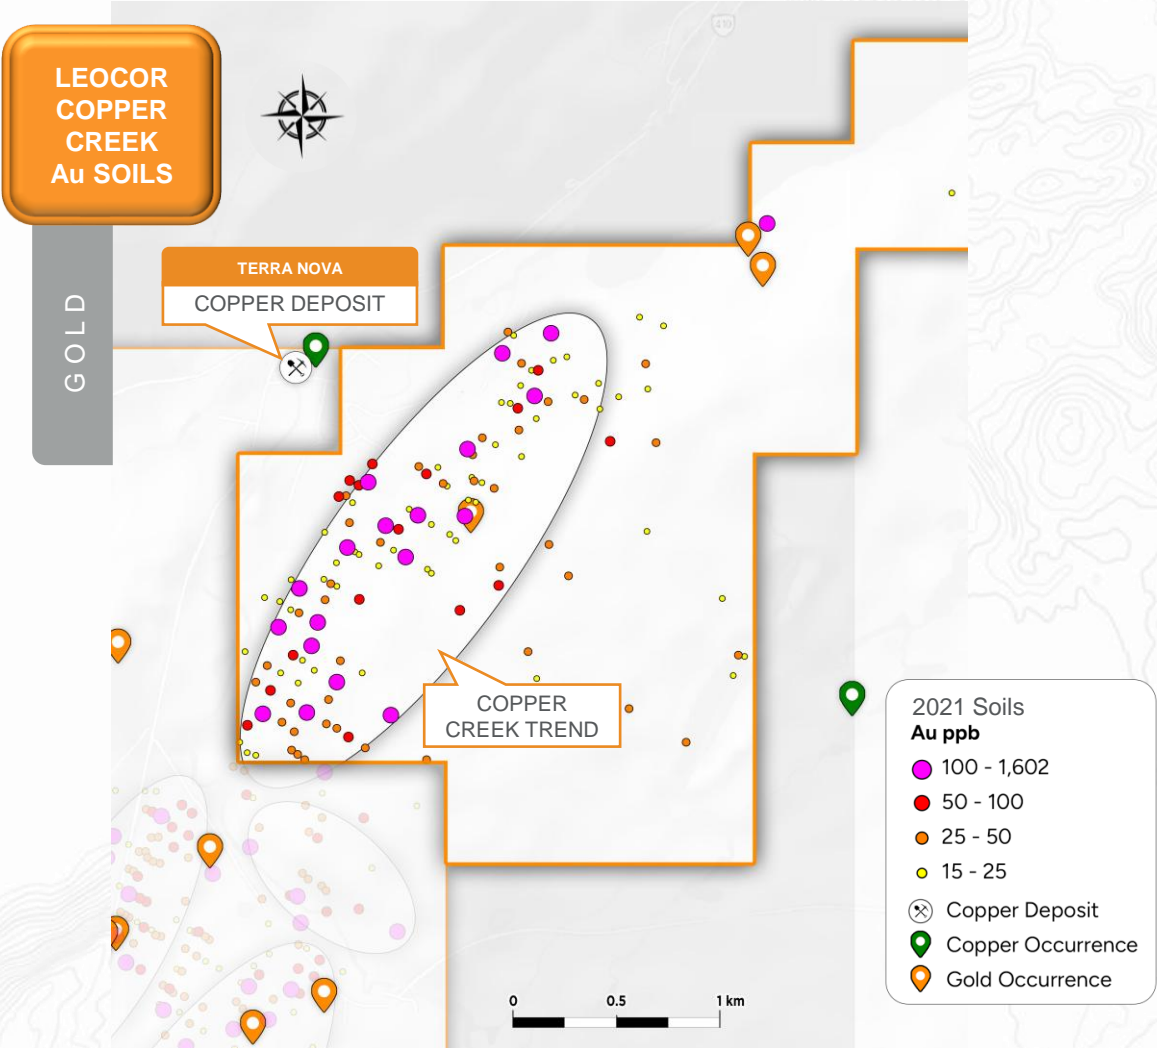 LEOCOR
COPPER
CREEK
Au SOILS
GOLD
410
TERRA NOVA
COPPER DEPOSIT
COPPER
CREEK TREND
2021 Soils
Au ppb
100 - 1,602
50 - 100
25 - 50
15 - 25
Copper Deposit
Copper Occurrence
Gold Occurrence
0 0.5 1 km